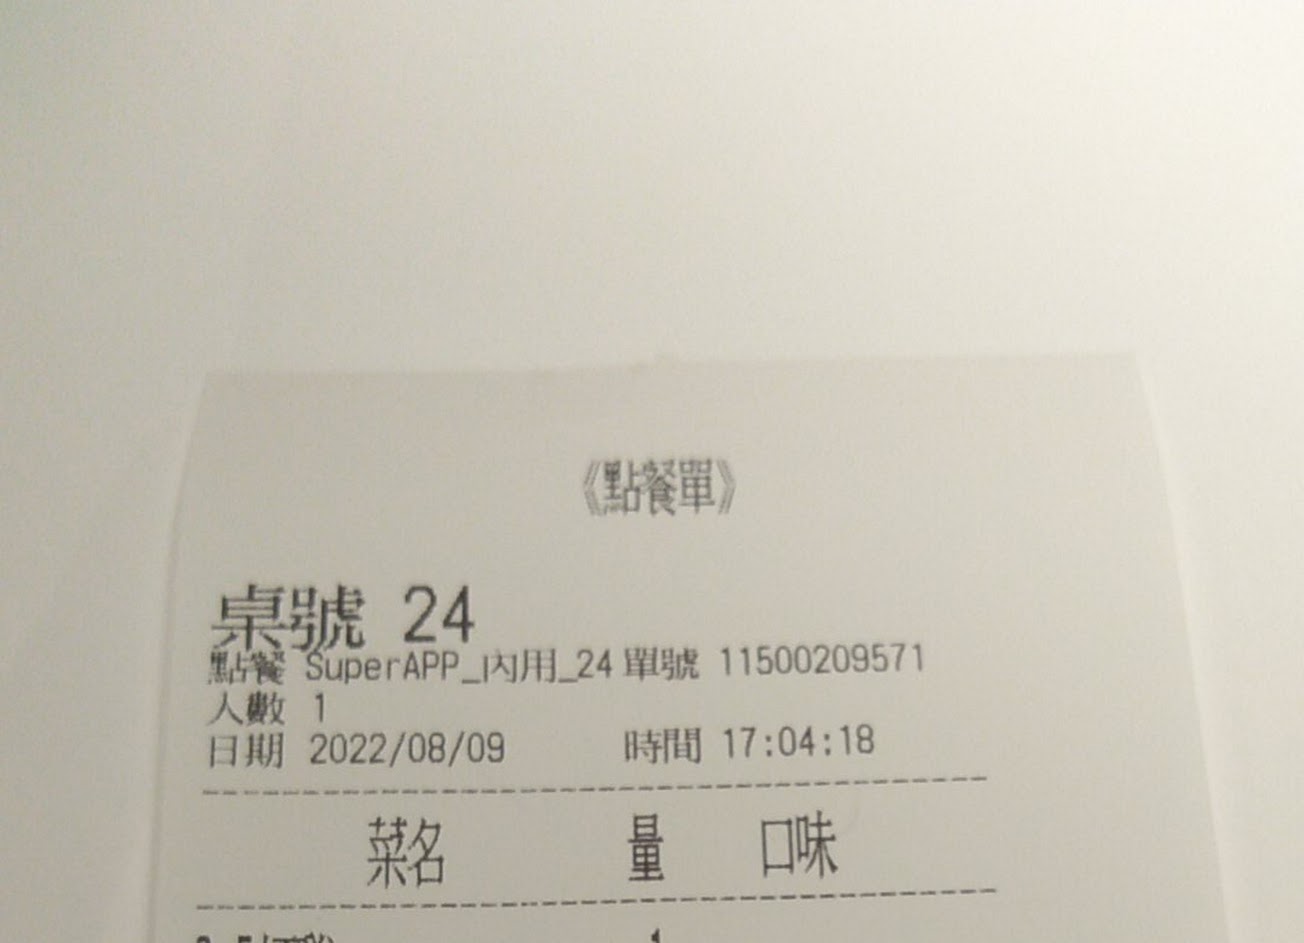 《點餐單》
桌號 24
點餐 SuperAPP_內用_24 單號 11500209571
人數 1
日期 2022/08/09 時間 17:04:18
菜名 量 口味